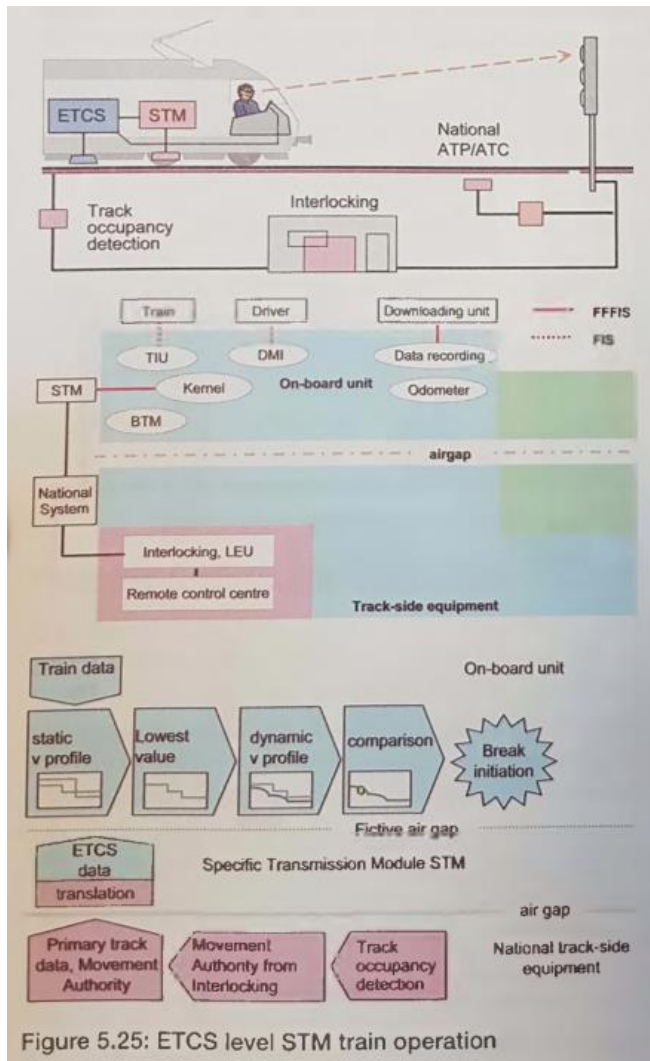 ETCS
STM
National
ATP/ATC
Track
occupancy
detection
Interlocking
Train
Driver
Downloading unit
FFFIS
FIS
TIU
DMI
Data recording
STM
Kernel
On-board unit
Odometer
BTM
airgap
National
System
Interlocking, LEU
Remote control centre
Track-side equipment
Train data
On-board unit
static
v profile
Lowest
value
dynamic
v profile
comparison
Break
initiation
Fictive air gap
ETCS
data
translation
Specific Transmission Module STM
air gap
Primary track
data, Movement
Authority
Movement
Authority from
Interlocking
Track
occupancy
detection
National track-side
equipment
Figure 5.25: ETCS level STM train operation